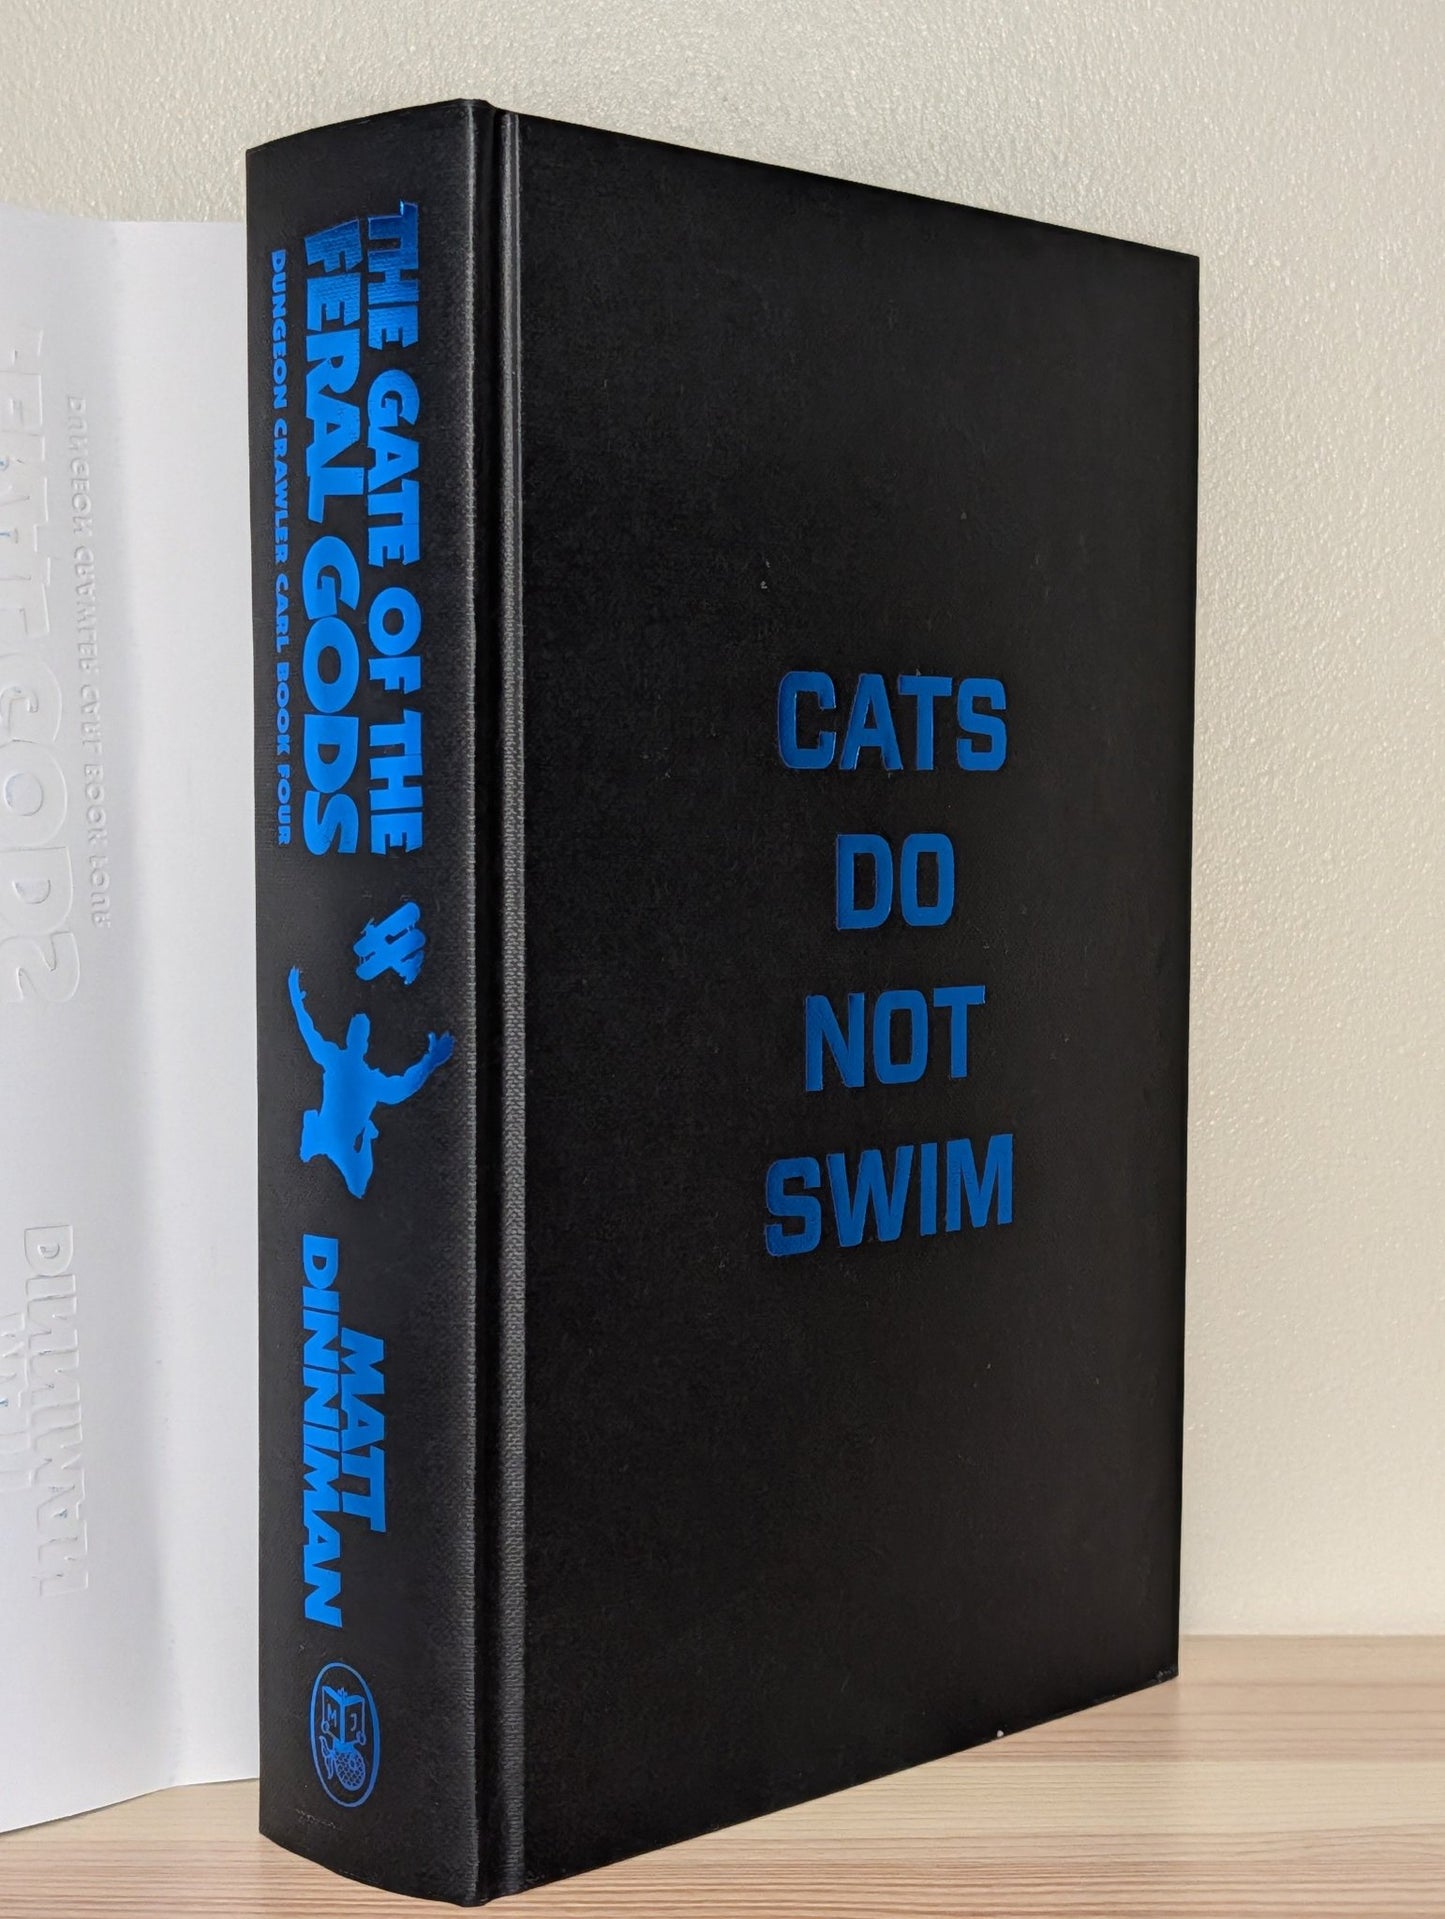 THE GATE OF THE
FERAL GODS
DUNGEON CRAWLER CARL BOOK FOUR
MATT
DINNIMAN
M J
CATS
DO
NOT
SWIM